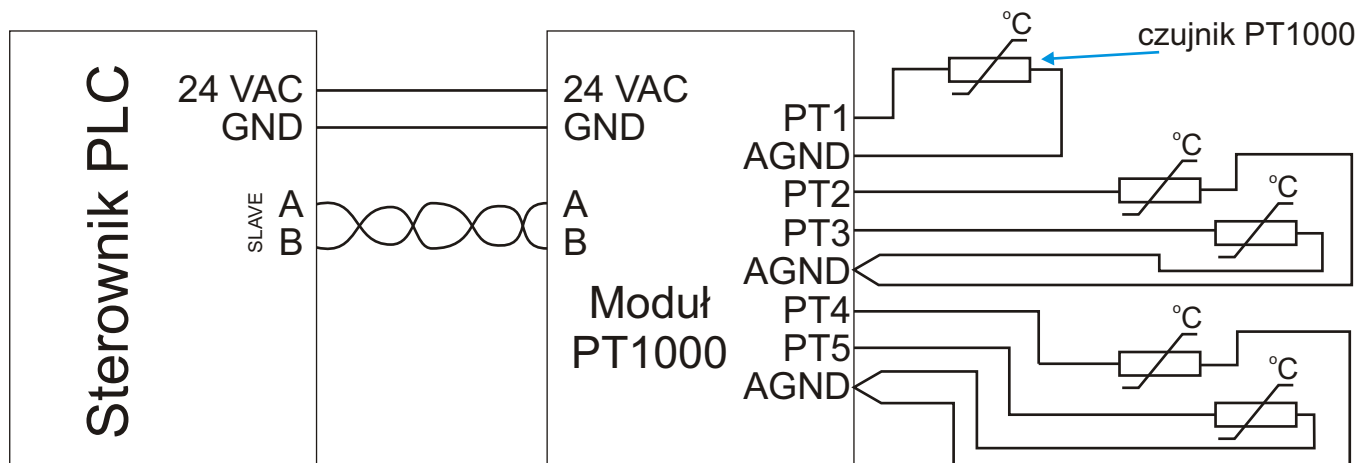 Sterownik PLC
24 VAC
GND
SLAVE
A
B
24 VAC
GND
A
B
Moduł
PT1000
PT1
AGND
PT2
PT3
AGND
PT4
PT5
AGND
°C
czujnik PT1000
°C
°C
°C
°C